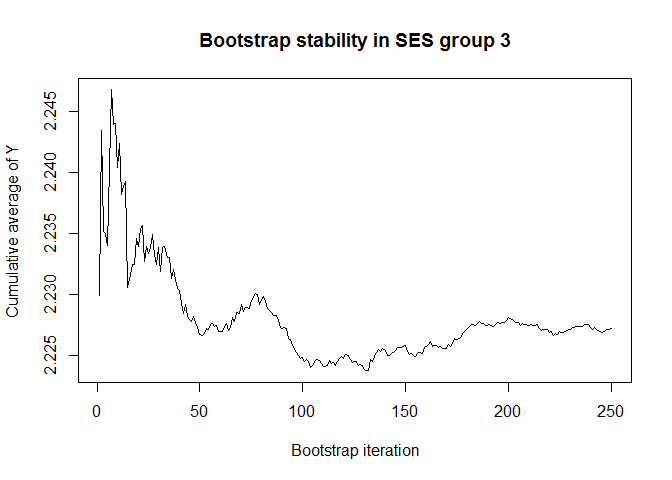 Bootstrap stability in SES group 3
Cumulative average of Y
2.245
2.240
2.235
2.230
2.225
0 50 100 150 200 250
Bootstrap iteration